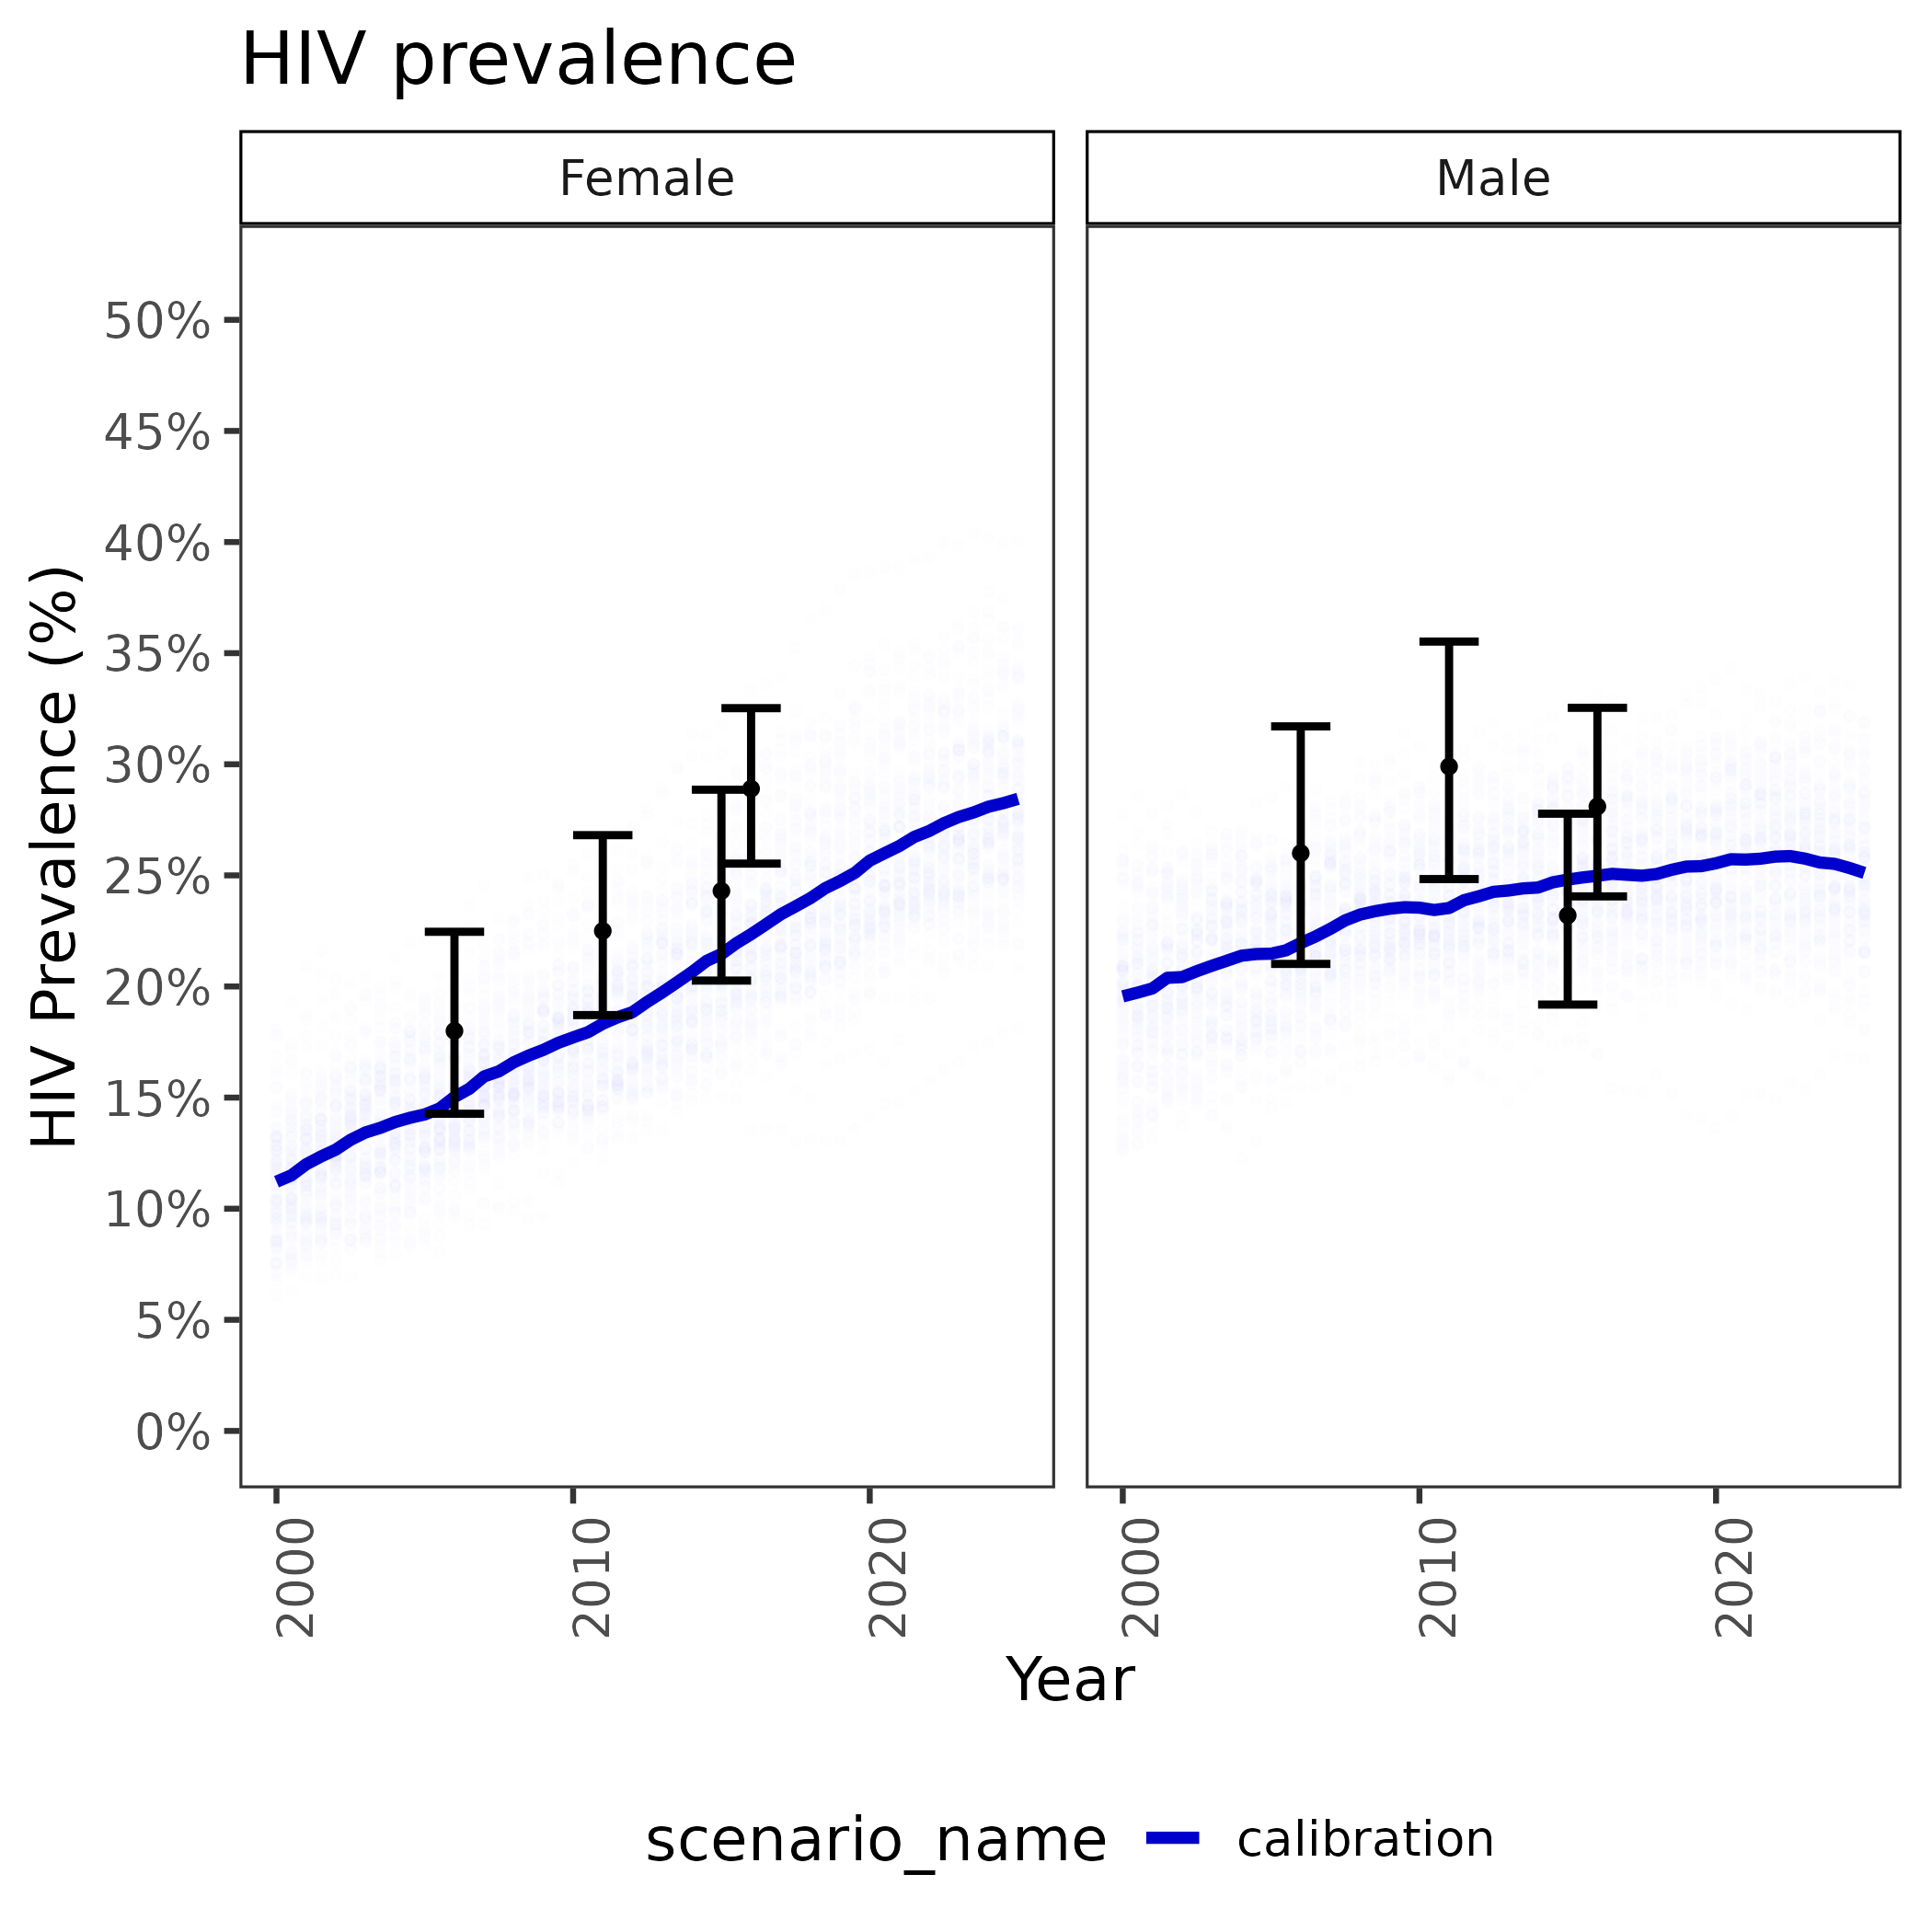 HIV prevalence
Female
Male
HIV Prevalence (%)
50%
45%
40%
35%
30%
25%
20%
15%
10%
5%
0%
2000
2010
2020
2000
2010
2020
Year
scenario_name calibration